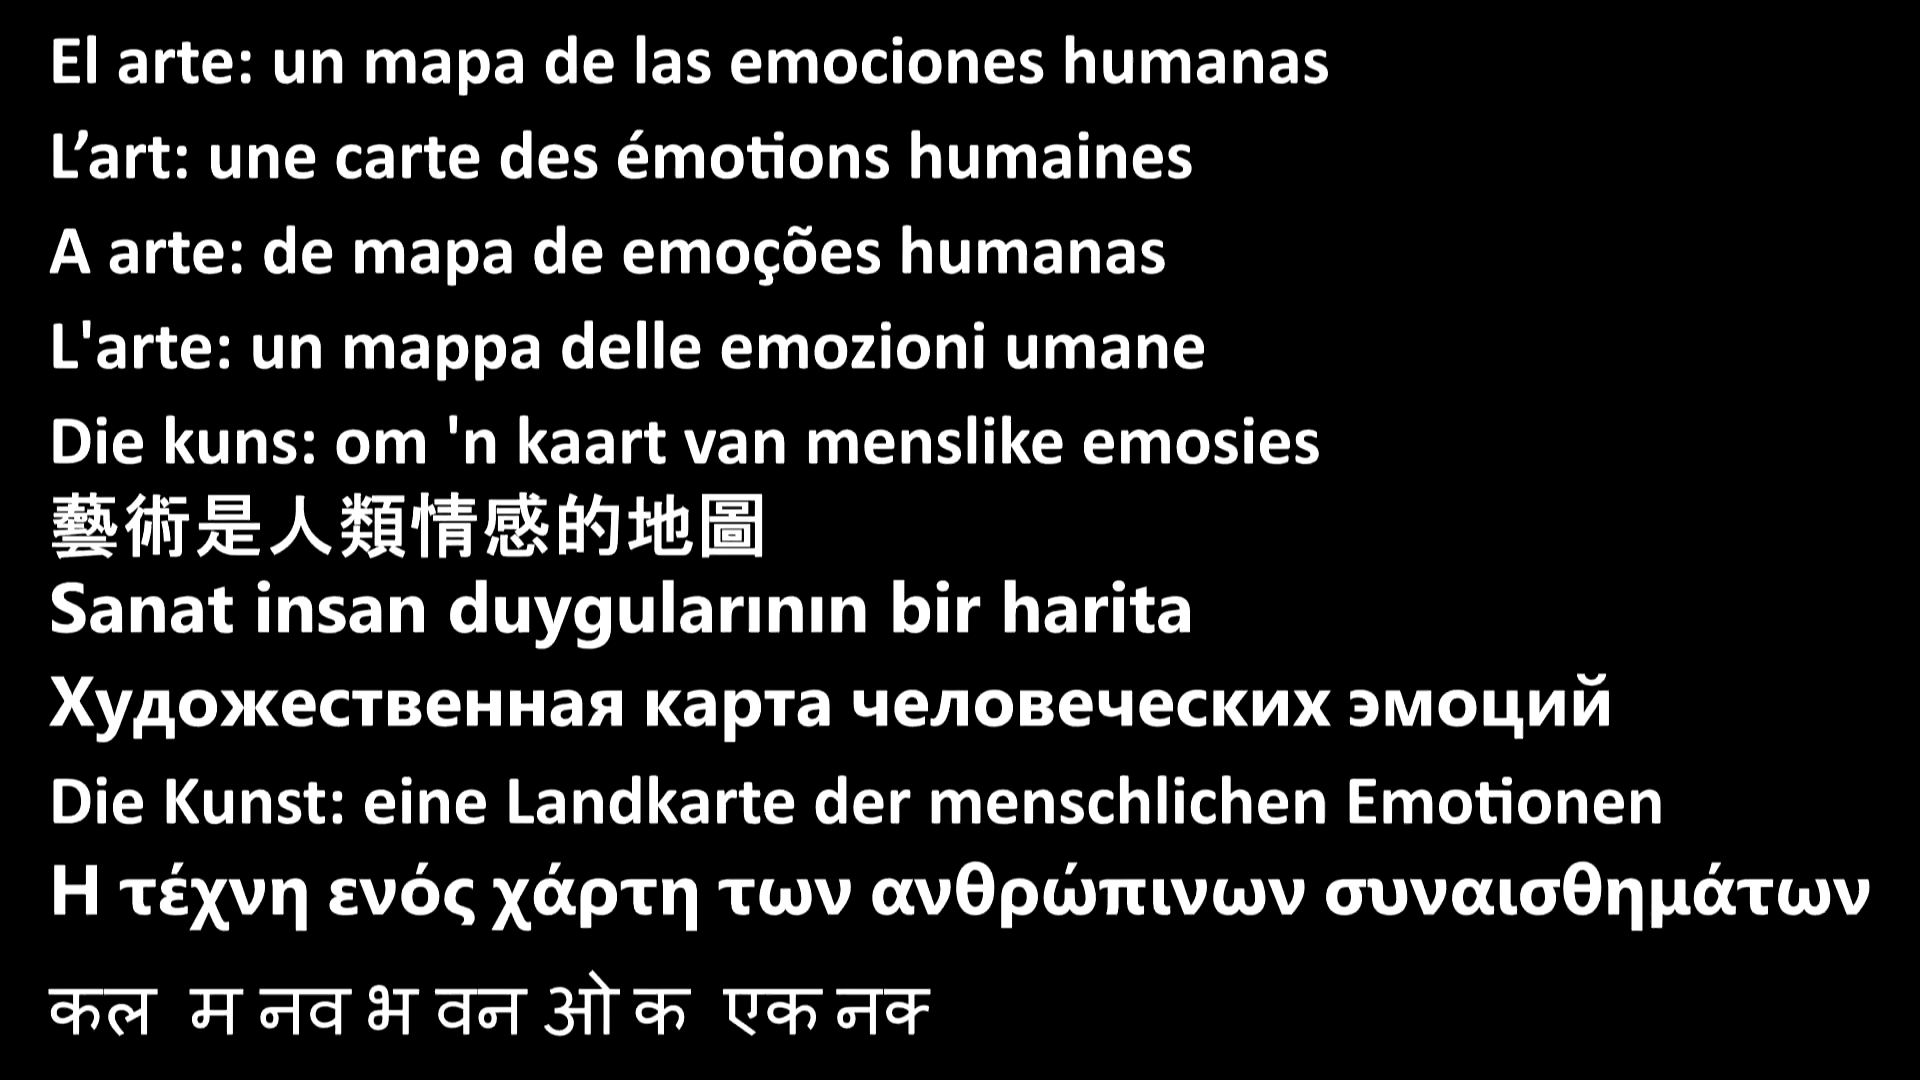 El arte: un mapa de las emociones humanas
L’art: une carte des émotions humaines
A arte: de mapa de emoções humanas
L'arte: un mappa delle emozioni umane
Die kuns: om 'n kaart van menslike emosies
藝術是人類情感的地圖
Sanat insan duygularının bir harita
Художественная карта человеческих эмоций
Die Kunst: eine Landkarte der menschlichen Emotionen
Η τέχνη ενός χάρτη των ανθρώπινων συναισθημάτων
कल म नव भ वन ओ क एक नक